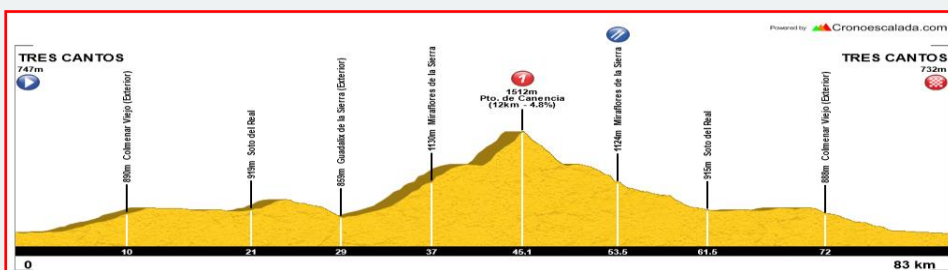 Powered by Cronoescalada.com
TRES CANTOS
747m
TRES CANTOS
732m
890m Colmenar Viejo (Exterior)
919m Soto del Real
859m Guadalix de la Sierra (Exterior)
1130m Miraflores de la Sierra
1
1512m
Pto. de Canencia
(12km - 4.8%)
1124m Miraflores de la Sierra
915m Soto del Real
888m Colmenar Viejo (Exterior)
10 21 29 37 45.1 53.5 61.5 72
0 83 km